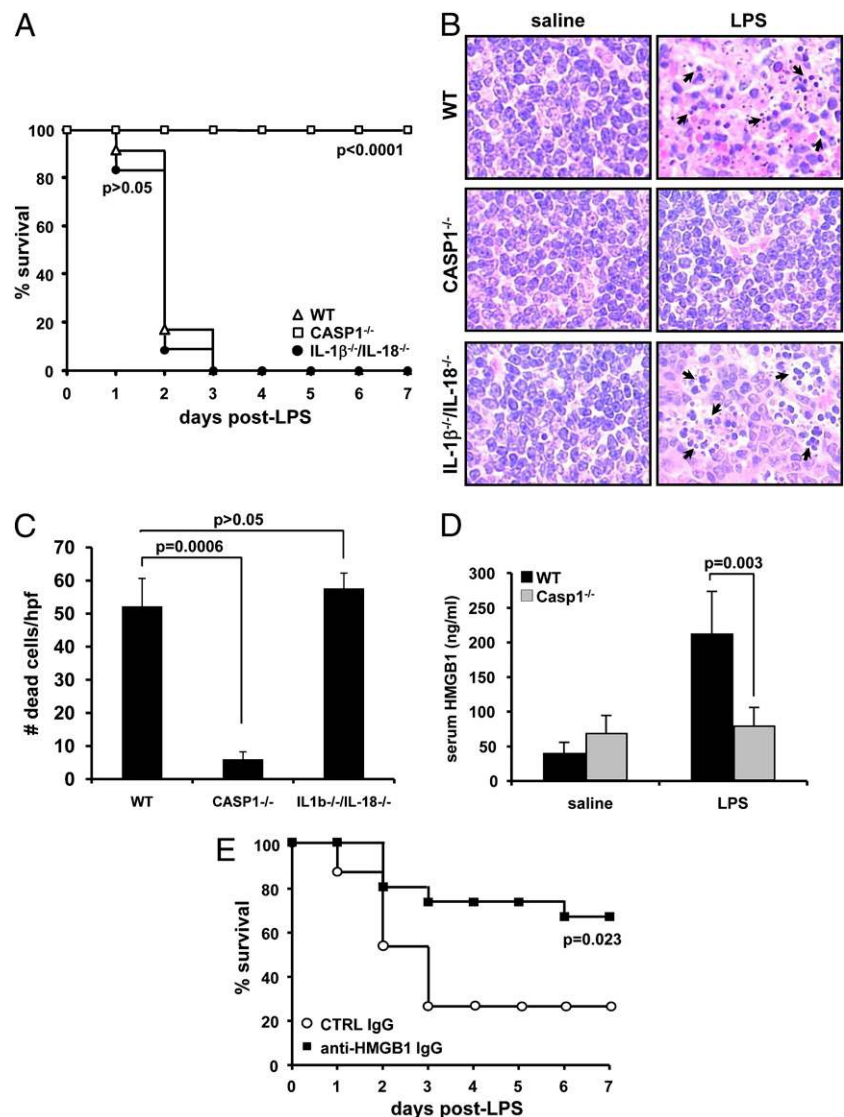 A
100
80
60
40
20
0
% survival
p<0.0001
p>0.05
△ WT
□ CASP1⁻/⁻
● IL-1β⁻/⁻/IL-18⁻/⁻
0 1 2 3 4 5 6 7
days post-LPS
B
saline LPS
WT
CASP1⁻/⁻
IL-1β⁻/⁻/IL-18⁻/⁻
C
p>0.05
p=0.0006
70
60
50
40
30
20
10
0
# dead cells/hpf
WT CASP1-/- IL1b-/-/IL-18-/-
D
p=0.003
WT
Casp1⁻/⁻
300
250
200
150
100
50
0
serum HMGB1 (ng/ml)
saline LPS
E
100
80
60
40
20
0
% survival
p=0.023
○ CTRL IgG
■ anti-HMGB1 IgG
0 1 2 3 4 5 6 7
days post-LPS